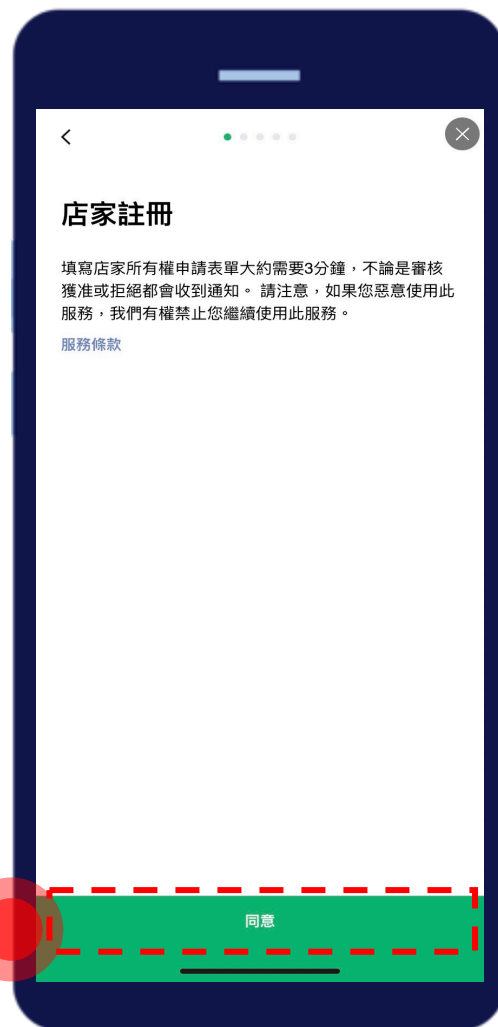 店家註冊
填寫店家所有權申請表單大約需要3分鐘，不論是審核
獲准或拒絕都會收到通知。 請注意，如果您惡意使用此
服務，我們有權禁止您繼續使用此服務。
服務條款
同意